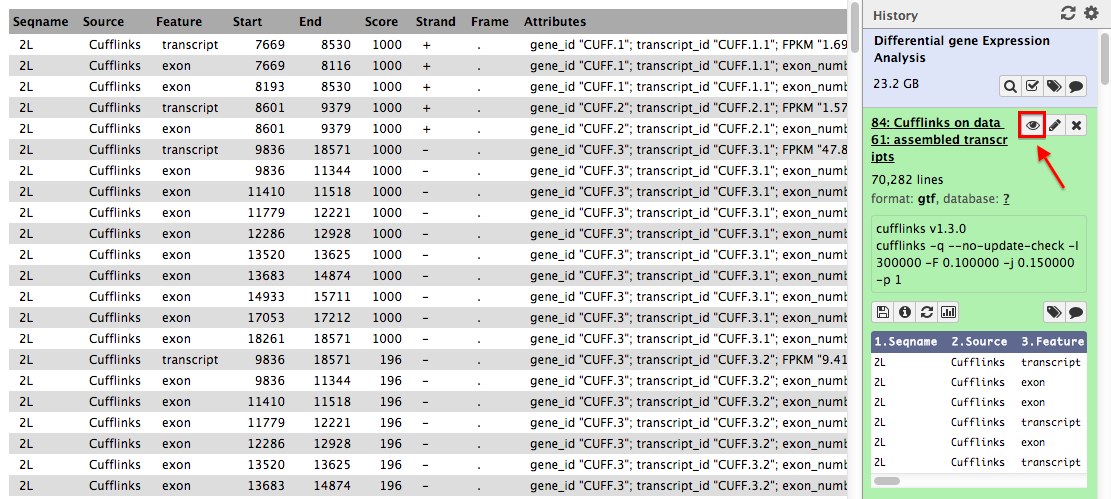 Seqname Source Feature Start End Score Strand Frame Attributes
2L Cufflinks transcript 7669 8530 1000 + . gene_id "CUFF.1"; transcript_id "CUFF.1.1"; FPKM "1.69
2L Cufflinks exon 7669 8116 1000 + . gene_id "CUFF.1"; transcript_id "CUFF.1.1"; exon_numb
2L Cufflinks exon 8193 8530 1000 + . gene_id "CUFF.1"; transcript_id "CUFF.1.1"; exon_numb
2L Cufflinks transcript 8601 9379 1000 + . gene_id "CUFF.2"; transcript_id "CUFF.2.1"; FPKM "1.57
2L Cufflinks exon 8601 9379 1000 + . gene_id "CUFF.2"; transcript_id "CUFF.2.1"; exon_numb
2L Cufflinks transcript 9836 18571 1000 - . gene_id "CUFF.3"; transcript_id "CUFF.3.1"; FPKM "47.8
2L Cufflinks exon 9836 11344 1000 - . gene_id "CUFF.3"; transcript_id "CUFF.3.1"; exon_numb
2L Cufflinks exon 11410 11518 1000 - . gene_id "CUFF.3"; transcript_id "CUFF.3.1"; exon_numb
2L Cufflinks exon 11779 12221 1000 - . gene_id "CUFF.3"; transcript_id "CUFF.3.1"; exon_numb
2L Cufflinks exon 12286 12928 1000 - . gene_id "CUFF.3"; transcript_id "CUFF.3.1"; exon_numb
2L Cufflinks exon 13520 13625 1000 - . gene_id "CUFF.3"; transcript_id "CUFF.3.1"; exon_numb
2L Cufflinks exon 13683 14874 1000 - . gene_id "CUFF.3"; transcript_id "CUFF.3.1"; exon_numb
2L Cufflinks exon 14933 15711 1000 - . gene_id "CUFF.3"; transcript_id "CUFF.3.1"; exon_numb
2L Cufflinks exon 17053 17212 1000 - . gene_id "CUFF.3"; transcript_id "CUFF.3.1"; exon_numb
2L Cufflinks exon 18261 18571 1000 - . gene_id "CUFF.3"; transcript_id "CUFF.3.1"; exon_numb
2L Cufflinks transcript 9836 18571 196 - . gene_id "CUFF.3"; transcript_id "CUFF.3.2"; FPKM "9.41
2L Cufflinks exon 9836 11344 196 - . gene_id "CUFF.3"; transcript_id "CUFF.3.2"; exon_numb
2L Cufflinks exon 11410 11518 196 - . gene_id "CUFF.3"; transcript_id "CUFF.3.2"; exon_numb
2L Cufflinks exon 11779 12221 196 - . gene_id "CUFF.3"; transcript_id "CUFF.3.2"; exon_numb
2L Cufflinks exon 12286 12928 196 - . gene_id "CUFF.3"; transcript_id "CUFF.3.2"; exon_numb
2L Cufflinks exon 13520 13625 196 - . gene_id "CUFF.3"; transcript_id "CUFF.3.2"; exon_numb
2L Cufflinks exon 13683 14874 196 - . gene_id "CUFF.3"; transcript_id "CUFF.3.2"; exon_numb
History
Differential gene Expression
Analysis
23.2 GB
84: Cufflinks on data
61: assembled transcr
ipts
70,282 lines
format: gtf, database: ?
cufflinks v1.3.0
cufflinks -q --no-update-check -I
300000 -F 0.100000 -j 0.150000
-p 1
1.Seqname 2.Source 3.Feature
2L Cufflinks transcript
2L Cufflinks exon
2L Cufflinks exon
2L Cufflinks transcript
2L Cufflinks exon
2L Cufflinks transcript